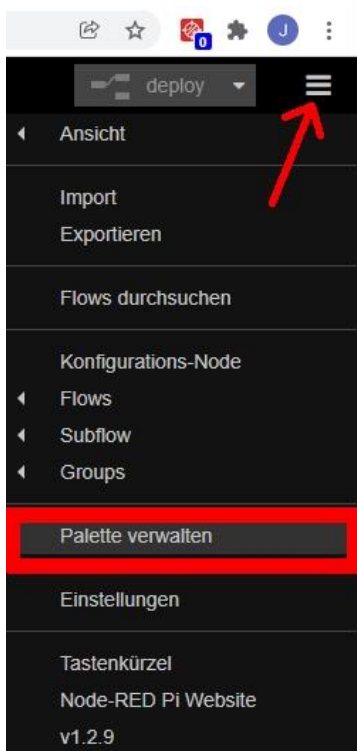 0
J
deploy
Ansicht
Import
Exportieren
Flows durchsuchen
Konfigurations-Node
Flows
Subflow
Groups
Palette verwalten
Einstellungen
Tastenkürzel
Node-RED Pi Website
v1.2.9